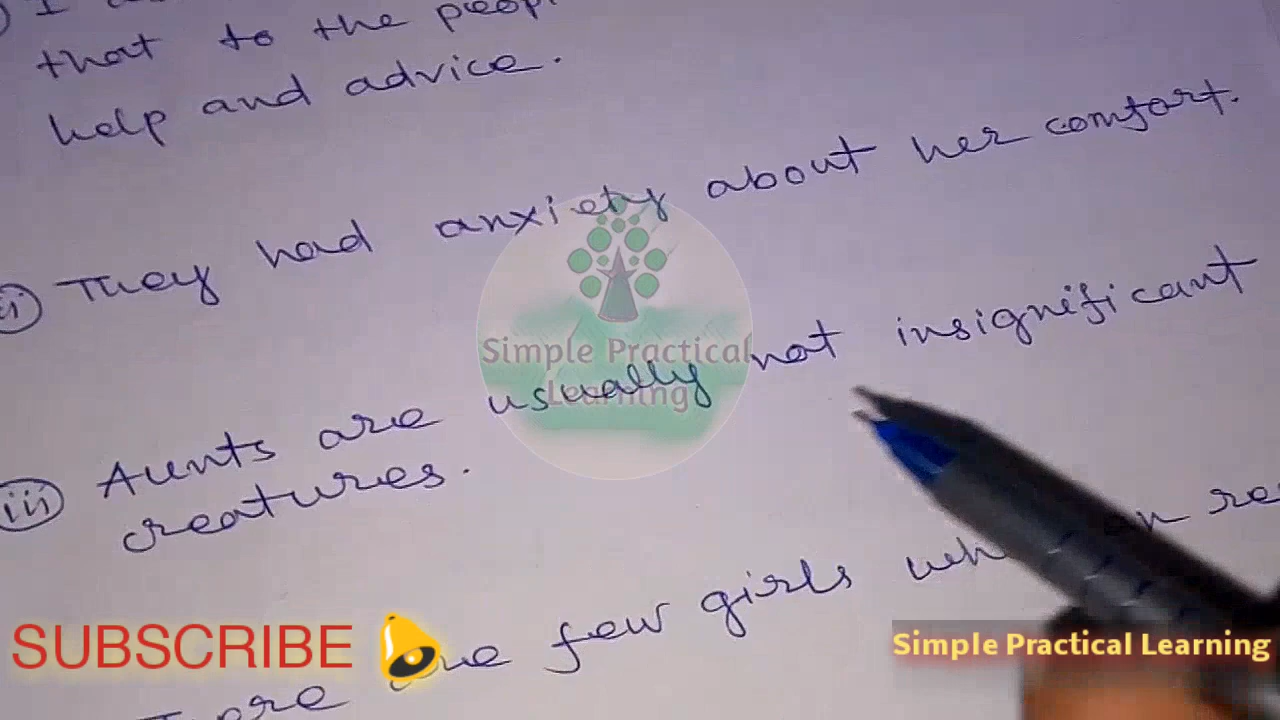 that to the
help and advice.
ii They had anxiety about her comfort.
iii Aunts are usually not insignificant
creatures.
few girls
Simple Practical
Learning
SUBSCRIBE
Simple Practical Learning